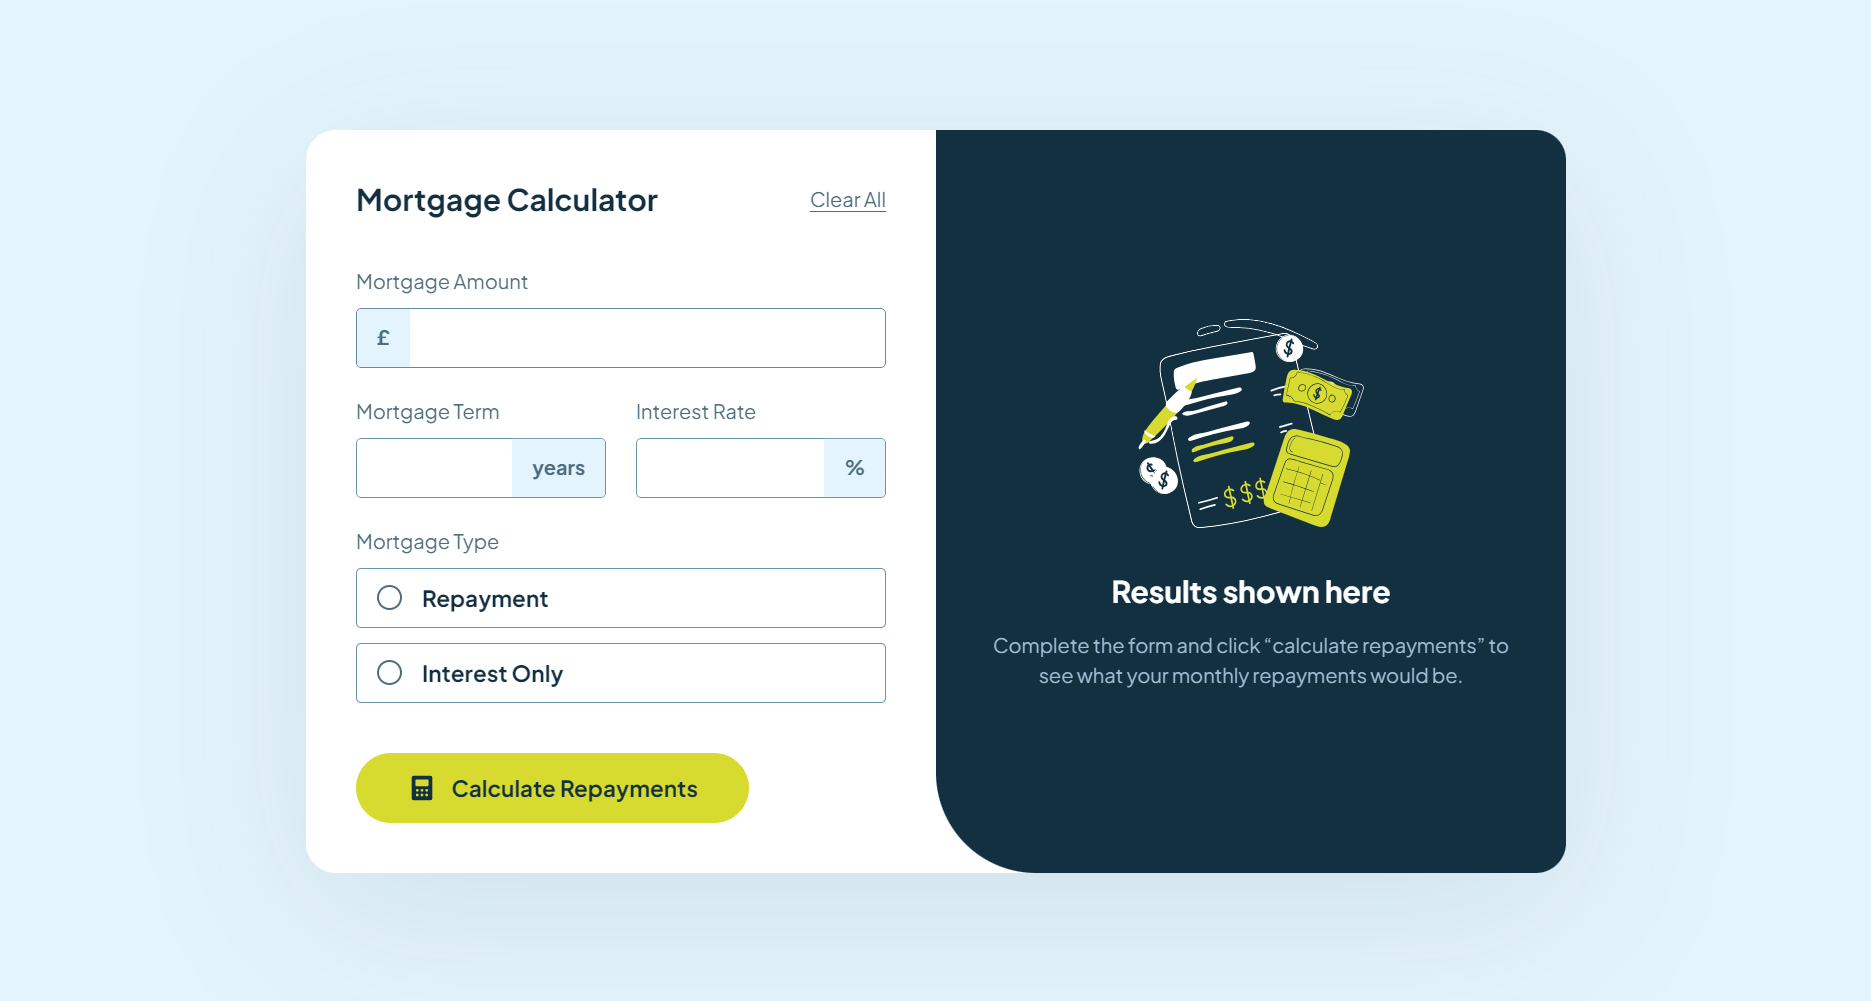 Mortgage Calculator
Clear All
Mortgage Amount
£
Mortgage Term
Interest Rate
years
%
Mortgage Type
Repayment
Interest Only
Calculate Repayments
$
$
$
$
$$$
Results shown here
Complete the form and click “calculate repayments” to
see what your monthly repayments would be.